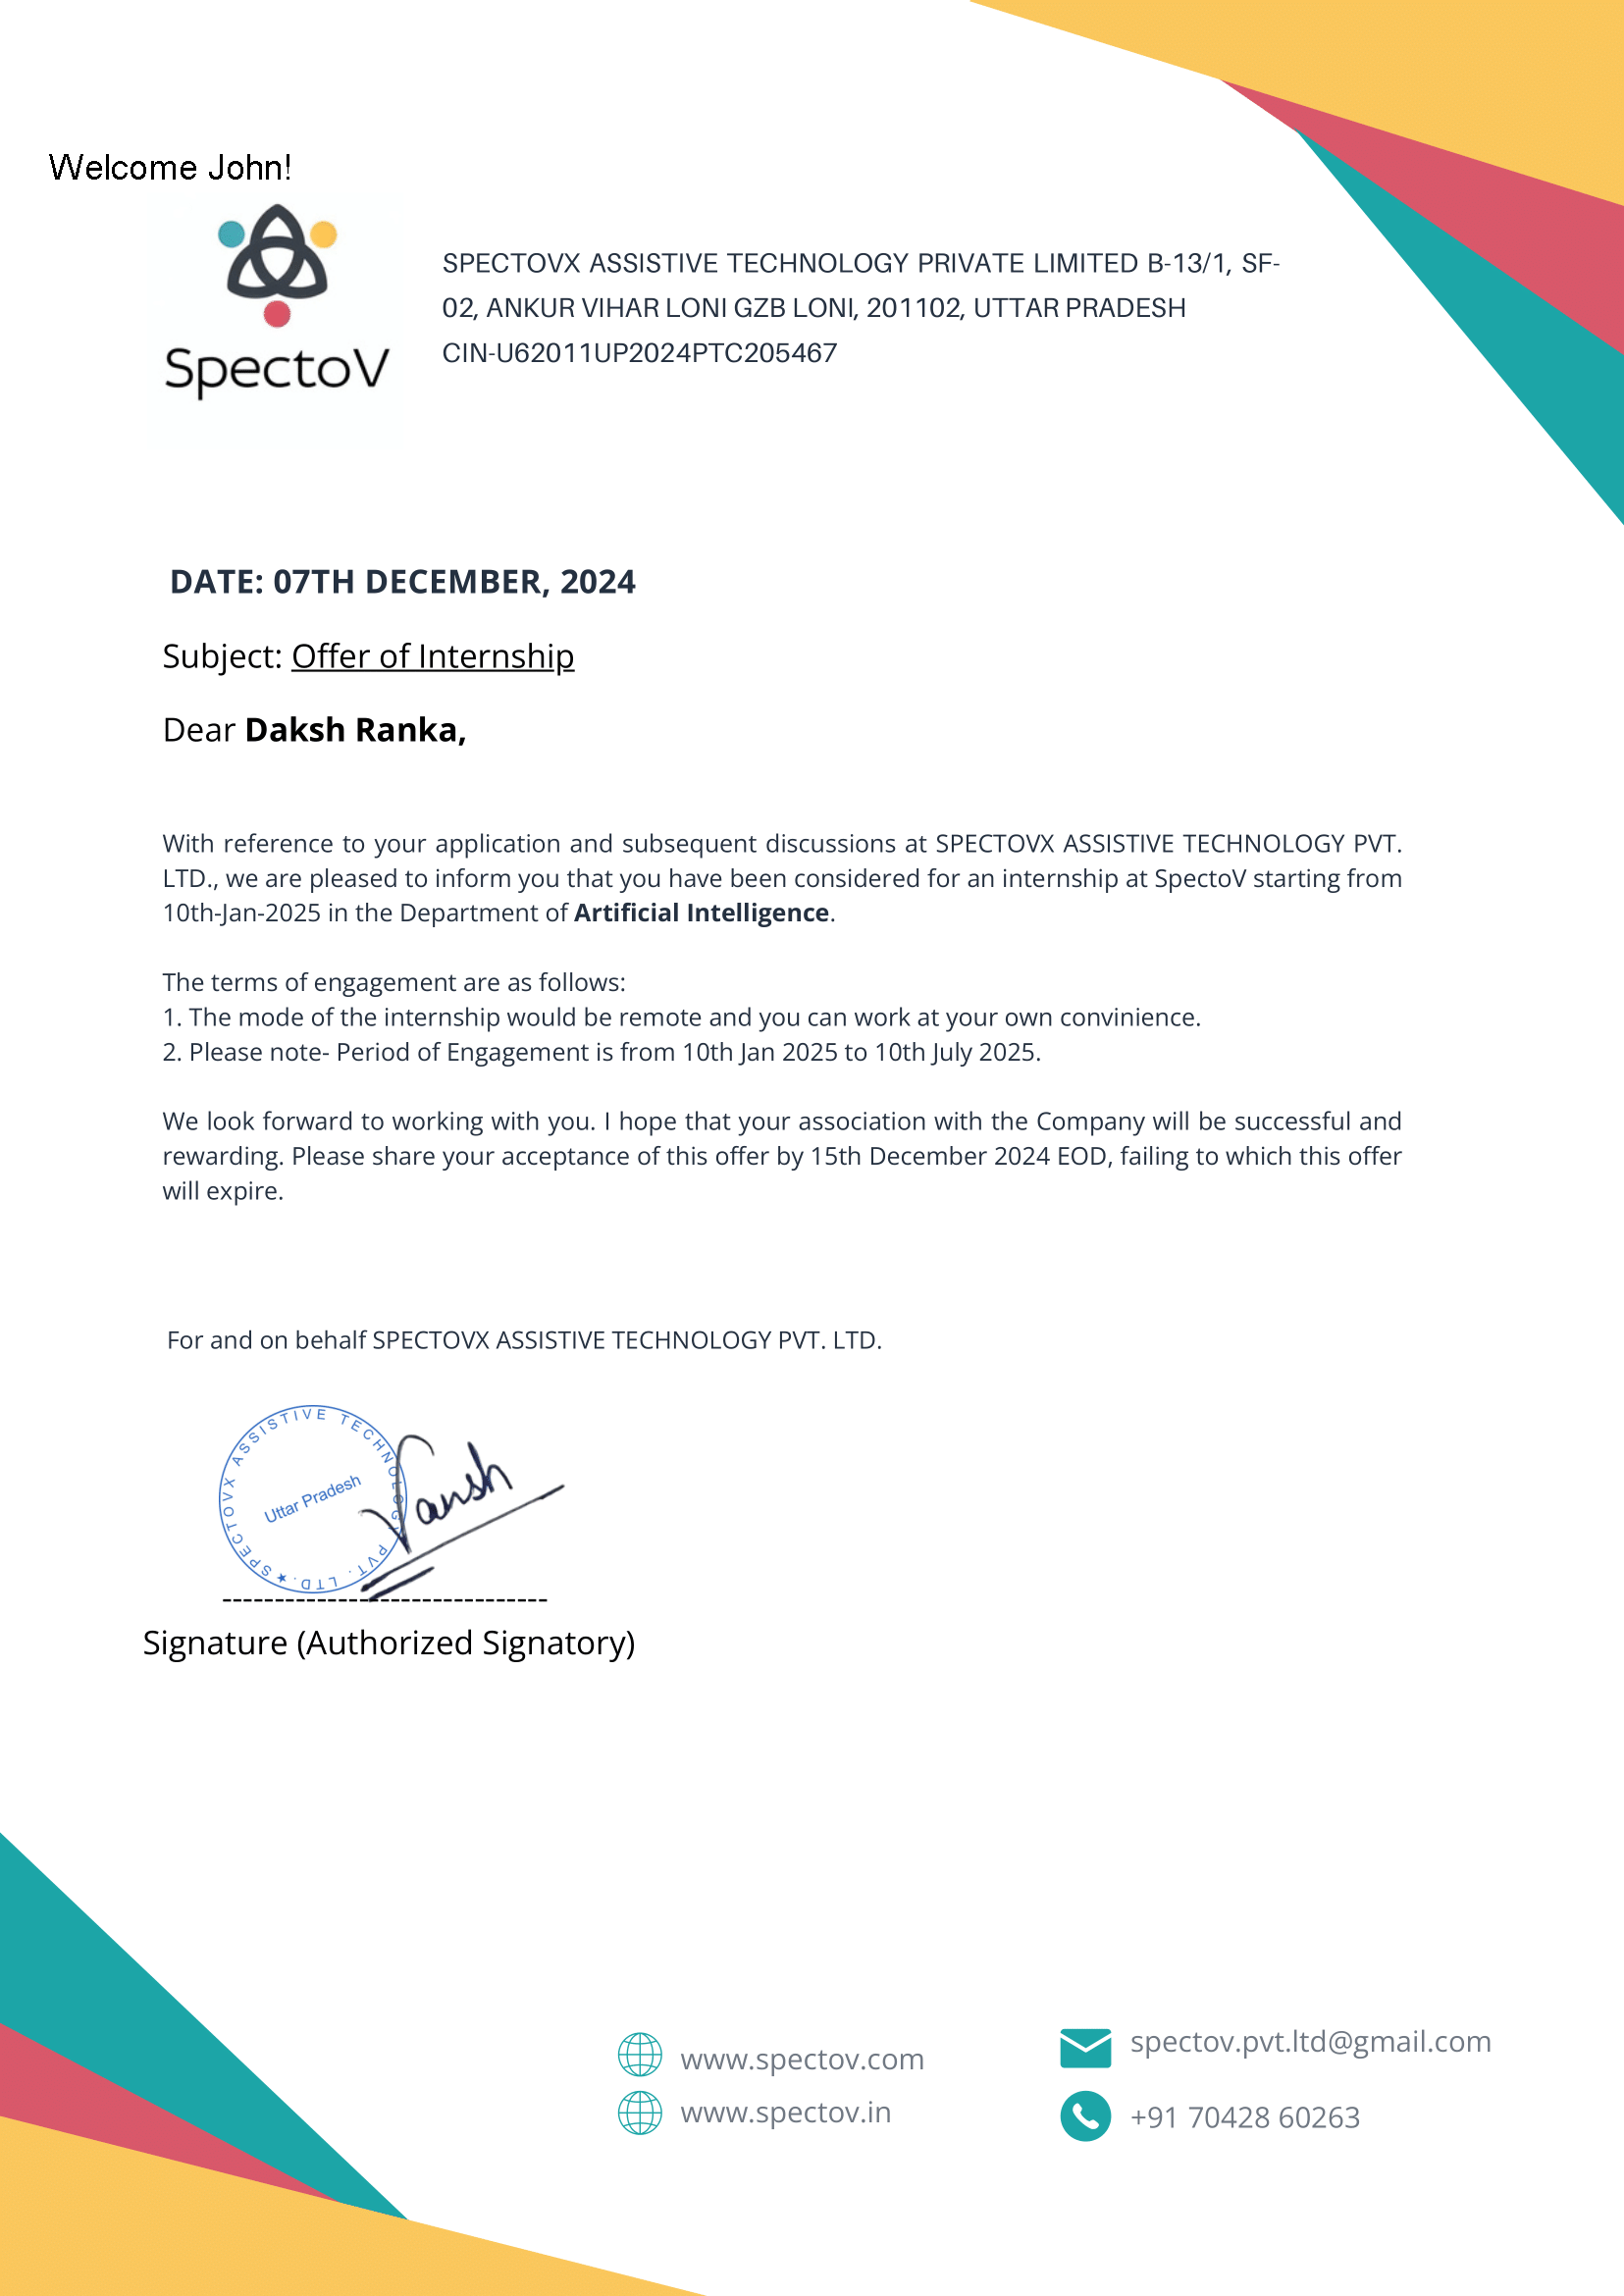 Welcome John!
SpectoV
SPECTOVX ASSISTIVE TECHNOLOGY PRIVATE LIMITED B-13/1, SF-
02, ANKUR VIHAR LONI GZB LONI, 201102, UTTAR PRADESH
CIN-U62011UP2024PTC205467
DATE: 07TH DECEMBER, 2024
Subject: Offer of Internship
Dear Daksh Ranka,
With reference to your application and subsequent discussions at SPECTOVX ASSISTIVE TECHNOLOGY PVT.
LTD., we are pleased to inform you that you have been considered for an internship at SpectoV starting from
10th-Jan-2025 in the Department of Artificial Intelligence.
The terms of engagement are as follows:
1. The mode of the internship would be remote and you can work at your own convinience.
2. Please note- Period of Engagement is from 10th Jan 2025 to 10th July 2025.
We look forward to working with you. I hope that your association with the Company will be successful and
rewarding. Please share your acceptance of this offer by 15th December 2024 EOD, failing to which this offer
will expire.
For and on behalf SPECTOVX ASSISTIVE TECHNOLOGY PVT. LTD.
SPECTOVX ASSISTIVE TECHNOLOGY PVT. LTD.★
Uttar Pradesh
Vansh
-------------------------------
Signature (Authorized Signatory)
www.spectov.com
www.spectov.in
spectov.pvt.ltd@gmail.com
+91 70428 60263